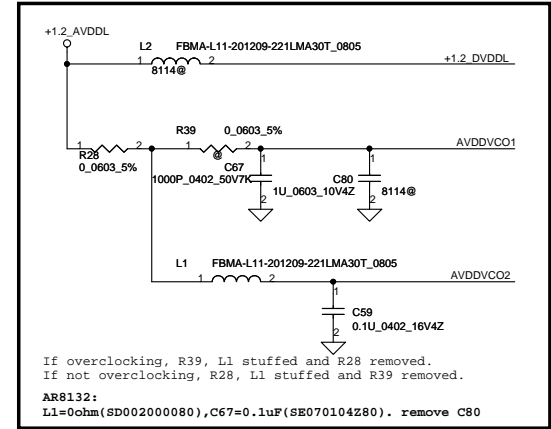 +1.2_AVDDL
L2 FBMA-L11-201209-221LMA30T_0805
1 2
8114@
+1.2_DVDDL
R39 0_0603_5%
1 2
R28
0_0603_5%
1 2
@
AVDDVCO1
C67
1000P_0402_50V7K
1
2
1U_0603_10V4Z
C80
1
2
8114@
L1 FBMA-L11-201209-221LMA30T_0805
1 2
AVDDVCO2
1
2
C59
0.1U_0402_16V4Z
If overclocking, R39, L1 stuffed and R28 removed.
If not overclocking, R28, L1 stuffed and R39 removed.
AR8132:
L1=0ohm(SD002000080),C67=0.1uF(SE070104Z80). remove C80